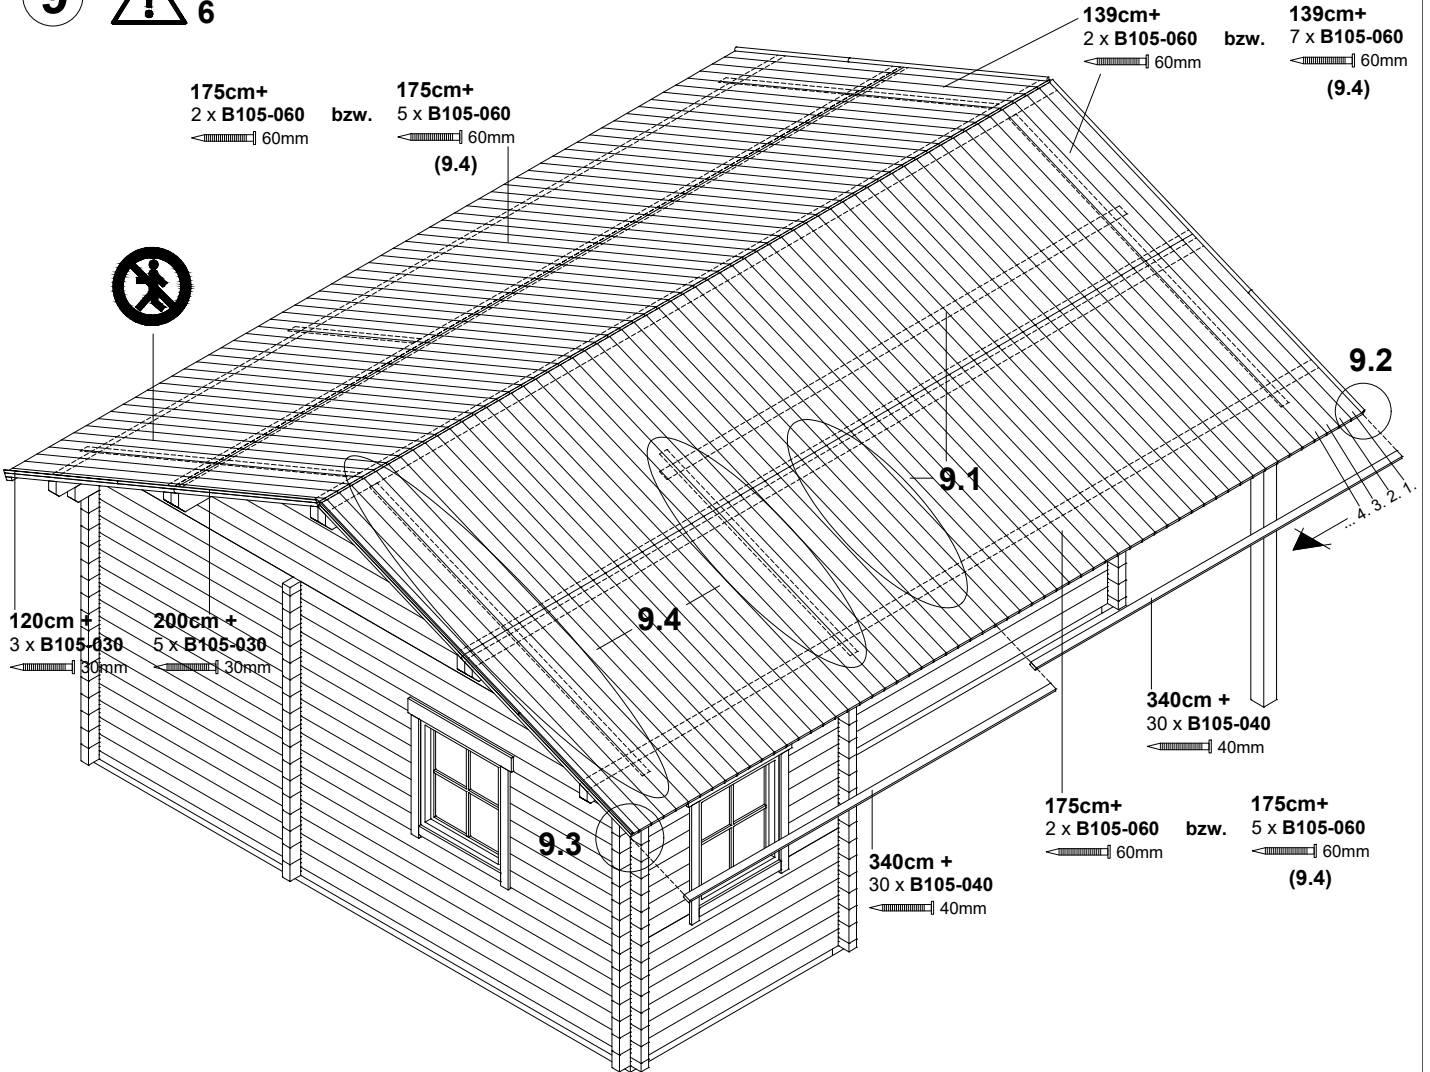 9
! 6
139cm+
2 x B105-060 bzw.
60mm
139cm+
7 x B105-060
60mm
(9.4)
175cm+
2 x B105-060 bzw.
60mm
175cm+
5 x B105-060
60mm
(9.4)
9.2
9.1
... 4. 3. 2. 1.
9.4
120cm +
3 x B105-030
30mm
200cm +
5 x B105-030
30mm
340cm +
30 x B105-040
40mm
9.3
175cm+
2 x B105-060 bzw.
60mm
175cm+
5 x B105-060
60mm
(9.4)
340cm +
30 x B105-040
40mm